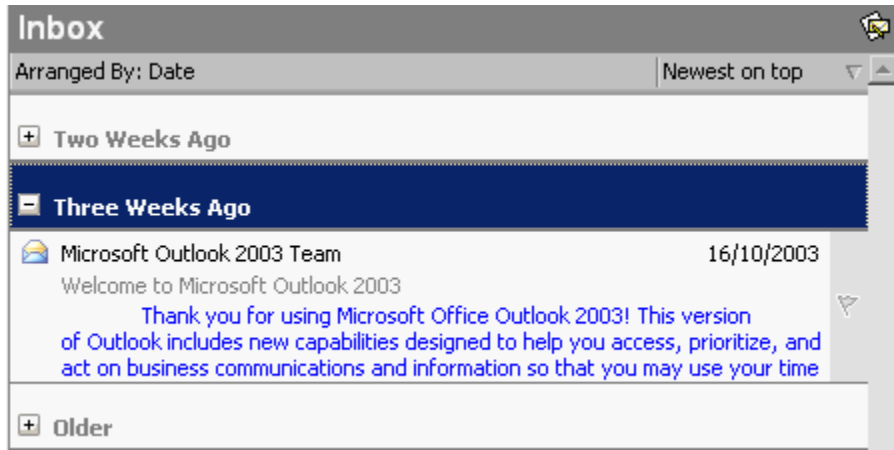 Inbox
Arranged By: Date Newest on top
Two Weeks Ago
Three Weeks Ago
Microsoft Outlook 2003 Team 16/10/2003
Welcome to Microsoft Outlook 2003
Thank you for using Microsoft Office Outlook 2003! This version
of Outlook includes new capabilities designed to help you access, prioritize, and
act on business communications and information so that you may use your time
Older